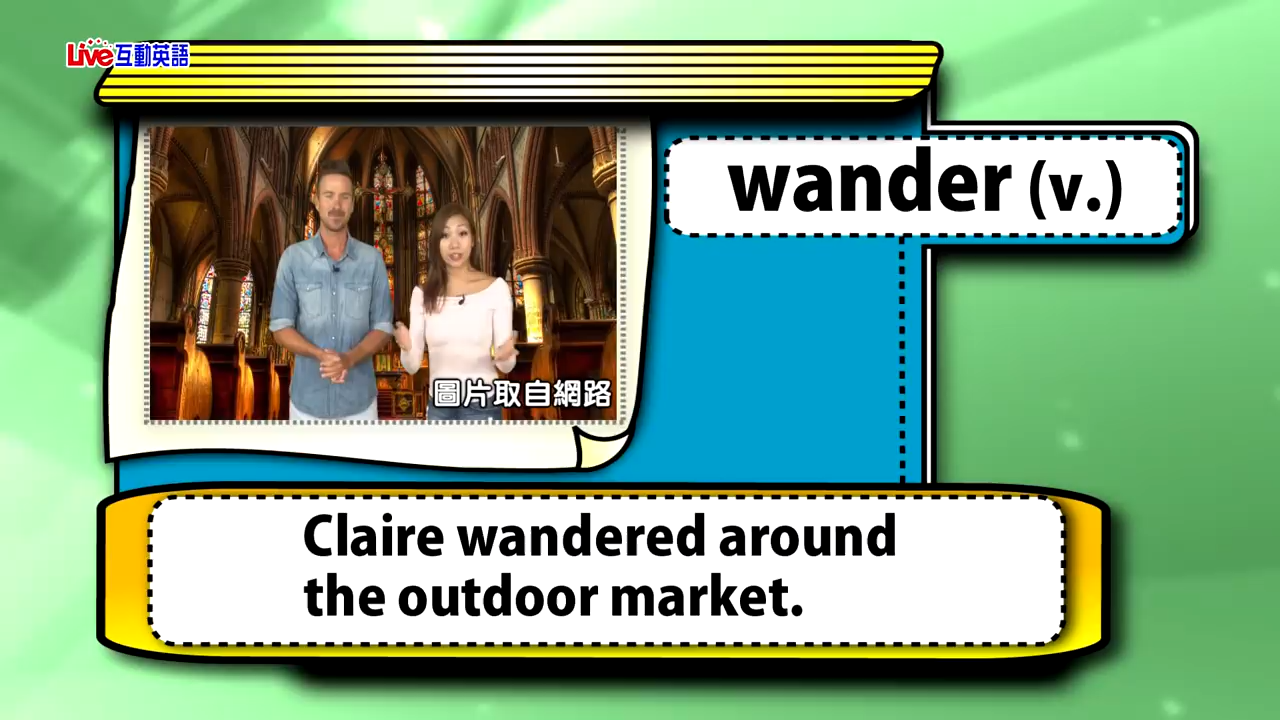 Live互動英語
wander (v.)
圖片取自網路
Claire wandered around
the outdoor market.